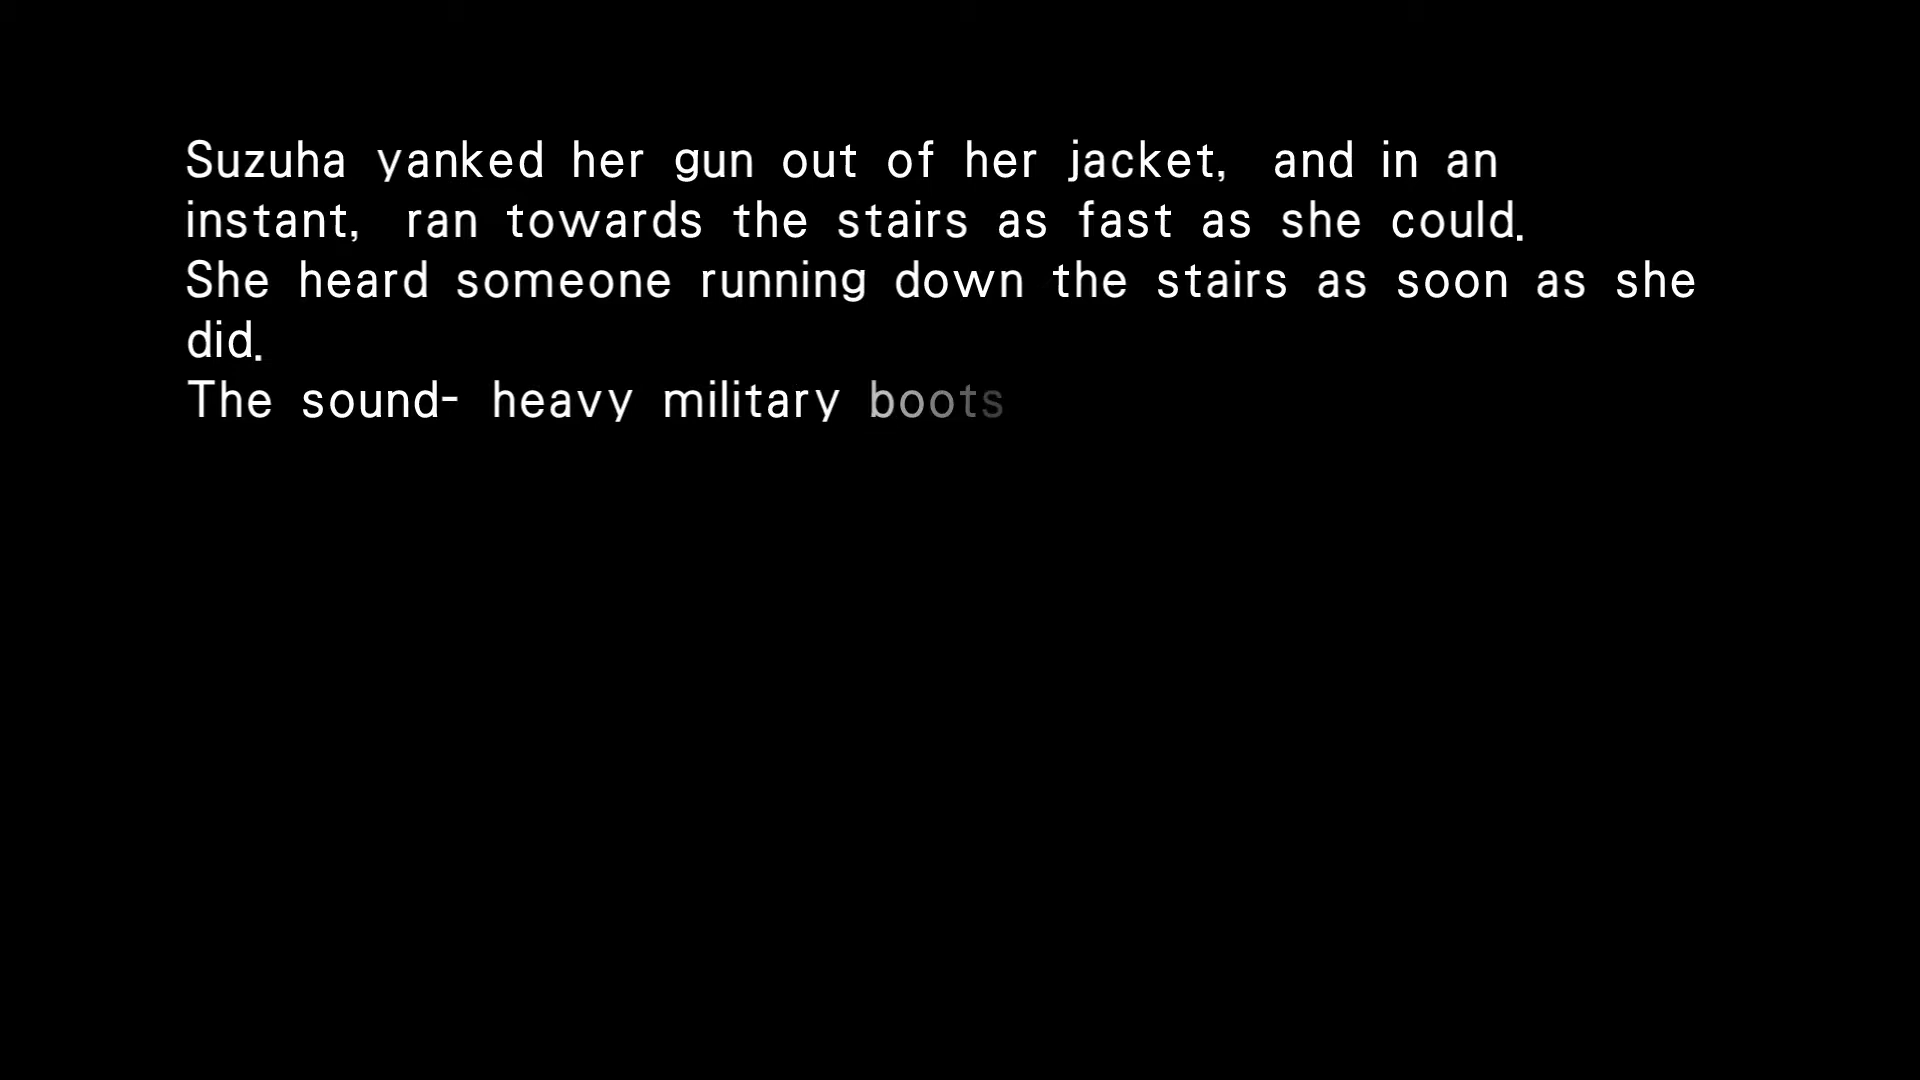 Suzuha yanked her gun out of her jacket, and in an
instant, ran towards the stairs as fast as she could.
She heard someone running down the stairs as soon as she
did.
The sound- heavy military boots